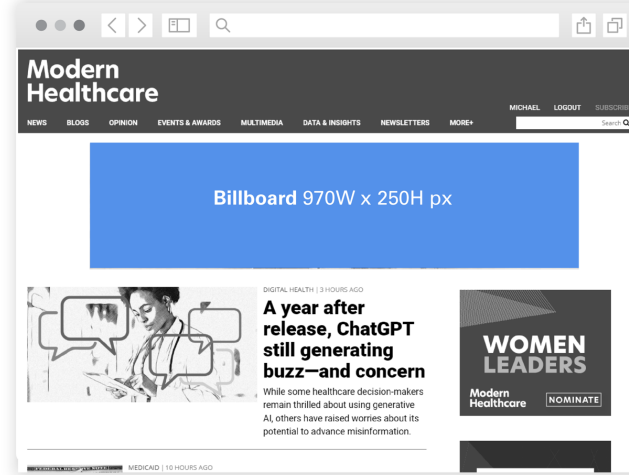 Modern
Healthcare
MICHAEL LOGOUT SUBSCRIBE
NEWS BLOGS OPINION EVENTS & AWARDS MULTIMEDIA DATA & INSIGHTS NEWSLETTERS MORE+
Search
Billboard 970W x 250H px
DIGITAL HEALTH | 3 HOURS AGO
A year after
release, ChatGPT
still generating
buzz—and concern
While some healthcare decision-makers
remain thrilled about using generative
AI, others have raised worries about its
potential to advance misinformation.
WOMEN
LEADERS
Modern
Healthcare
NOMINATE
MEDICAID | 10 HOURS AGO